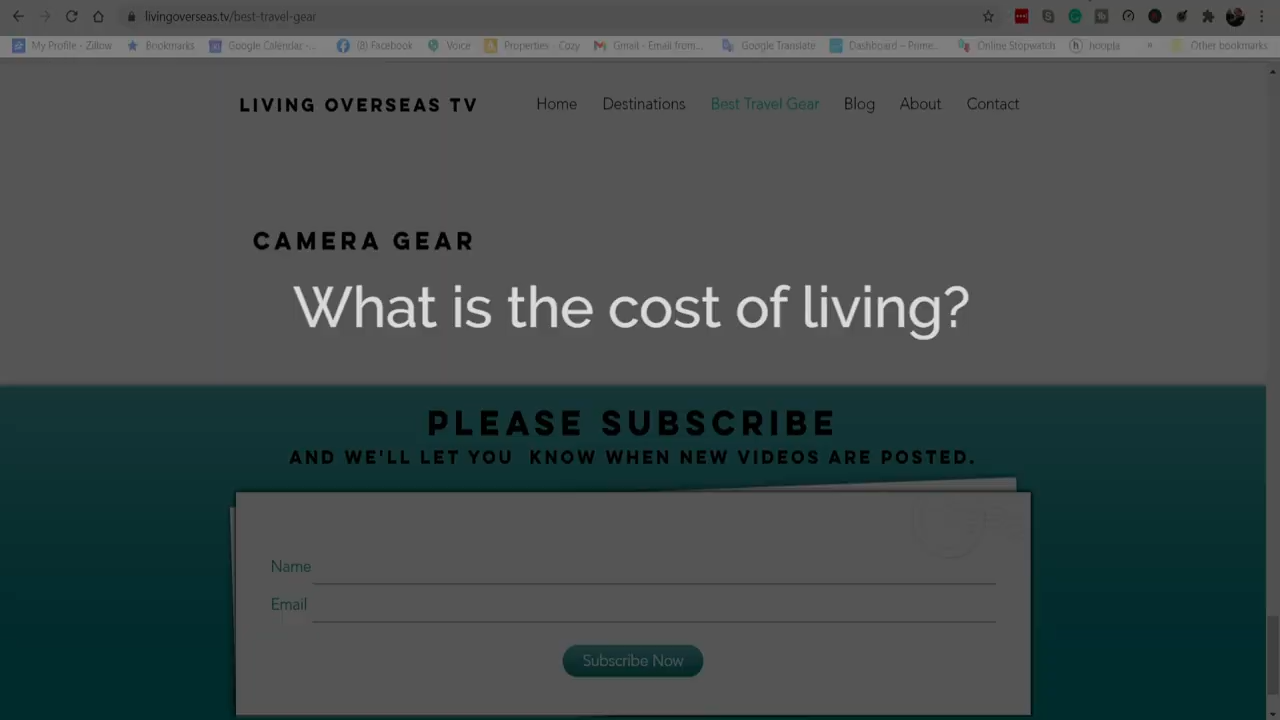 livingoverseas.tv/best-travel-gear
My Profile - Zillow Bookmarks Google Calendar -... (8) Facebook Voice Properties - Cozy Gmail - Email from... Google Translate Dashboard – Prime... Online Stopwatch hoopla » Other bookmarks
LIVING OVERSEAS TV Home Destinations Best Travel Gear Blog About Contact
CAMERA GEAR
What is the cost of living?
PLEASE SUBSCRIBE
AND WE'LL LET YOU KNOW WHEN NEW VIDEOS ARE POSTED.
Name
Email
Subscribe Now